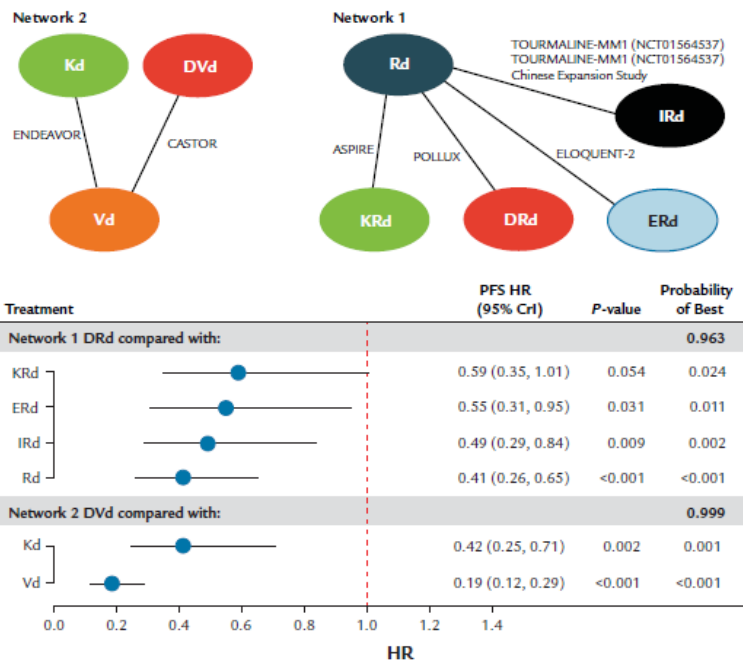 Network 2
Network 1
Kd
DVd
ENDEAVOR
CASTOR
Vd
Rd
TOURMALINE-MM1 (NCT01564537)
TOURMALINE-MM1 (NCT01564537)
Chinese Expansion Study
IRd
ASPIRE
POLLUX
ELOQUENT-2
KRd
DRd
ERd
Treatment PFS HR (95% CrI) P-value Probability of Best
Network 1 DRd compared with: 0.963
KRd 0.59 (0.35, 1.01) 0.054 0.024
ERd 0.55 (0.31, 0.95) 0.031 0.011
IRd 0.49 (0.29, 0.84) 0.009 0.002
Rd 0.41 (0.26, 0.65) <0.001 <0.001
Network 2 DVd compared with: 0.999
Kd 0.42 (0.25, 0.71) 0.002 0.001
Vd 0.19 (0.12, 0.29) <0.001 <0.001
0.0 0.2 0.4 0.6 0.8 1.0 1.2 1.4
HR